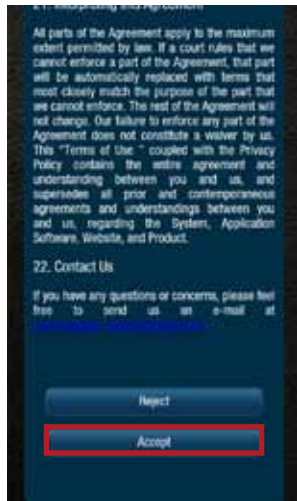 21. Interpreting this Agreement
All parts of the Agreement apply to the maximum
extent permitted by law. If a court rules that we
cannot enforce a part of the Agreement, that part
will be automatically replaced with terms that
most closely match the purpose of the part that
we cannot enforce. The rest of the Agreement will
not change. Our failure to enforce any part of the
Agreement does not constitute a waiver by us.
This "Terms of Use " coupled with the Privacy
Policy contains the entire agreement and
understanding between you and us, and
supersedes all prior and contemporaneous
agreements and understandings between you
and us, regarding the System, Application
Software, Website, and Product.
22. Contact Us
If you have any questions or concerns, please feel
free to send us an e-mail at
Reject
Accept